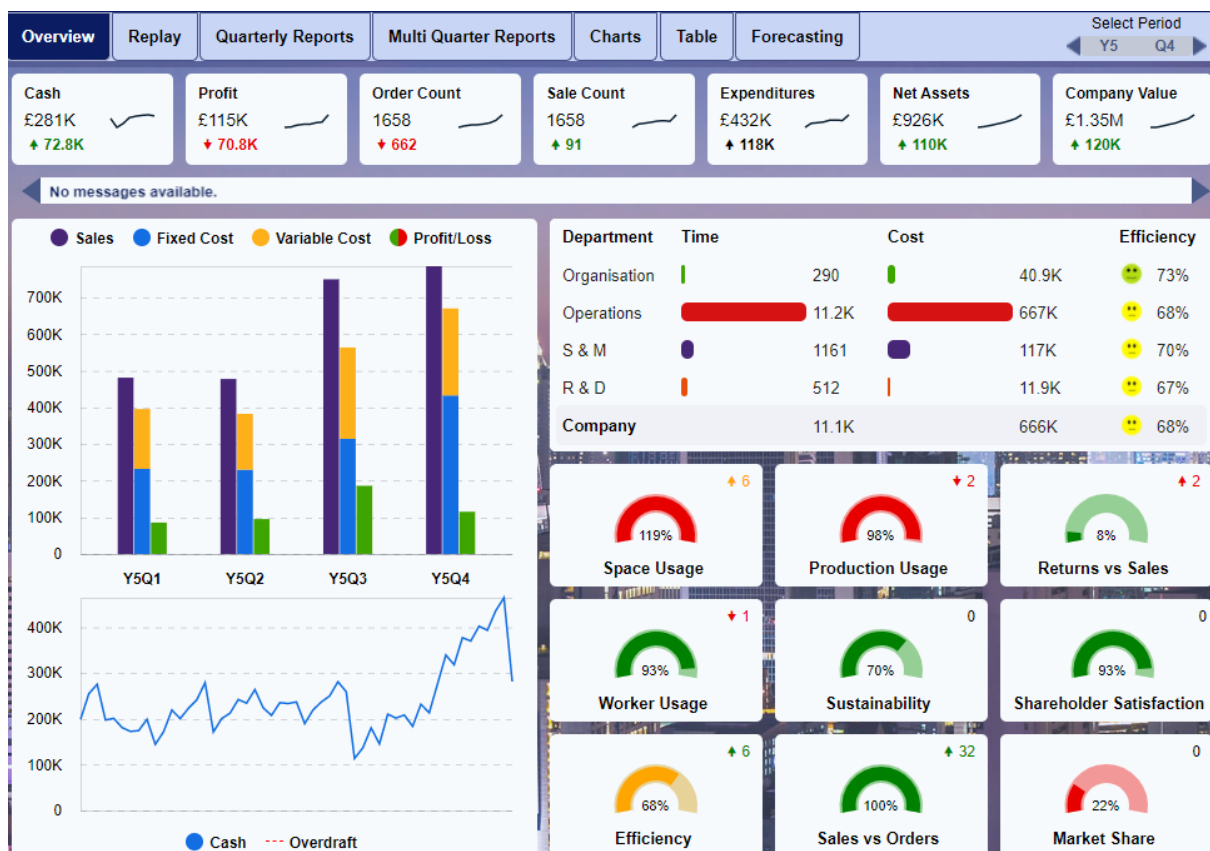 Overview Replay Quarterly Reports Multi Quarter Reports Charts Table Forecasting
Select Period
Y5 Q4
Cash
£281K
72.8K
Profit
£115K
70.8K
Order Count
1658
662
Sale Count
1658
91
Expenditures
£432K
118K
Net Assets
£926K
110K
Company Value
£1.35M
120K
No messages available.
Sales Fixed Cost Variable Cost Profit/Loss
700K
600K
500K
400K
300K
200K
100K
0
Y5Q1 Y5Q2 Y5Q3 Y5Q4
400K
300K
200K
100K
0
Cash Overdraft
Department Time Cost Efficiency
Organisation 290 40.9K 73%
Operations 11.2K 667K 68%
S & M 1161 117K 70%
R & D 512 11.9K 67%
Company 11.1K 666K 68%
6
119%
Space Usage
2
98%
Production Usage
2
8%
Returns vs Sales
1
93%
Worker Usage
0
70%
Sustainability
0
93%
Shareholder Satisfaction
6
68%
Efficiency
32
100%
Sales vs Orders
0
22%
Market Share